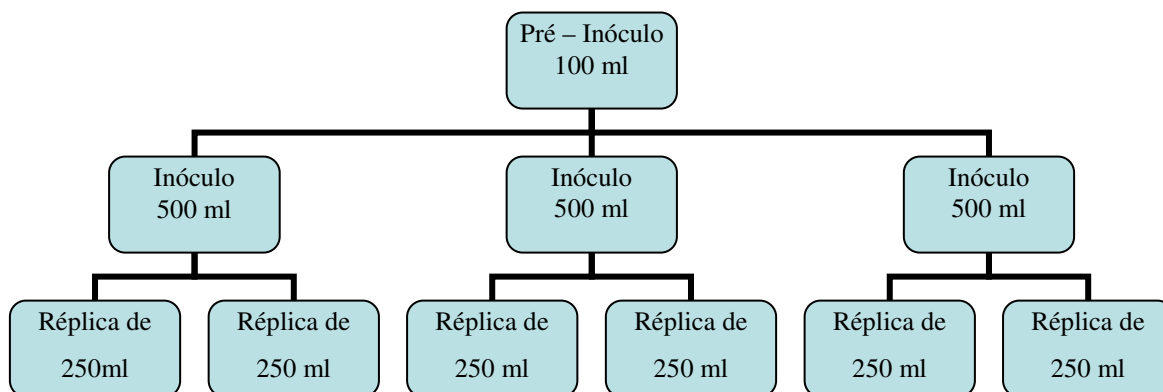 Pré – Inóculo
100 ml
Inóculo
500 ml
Inóculo
500 ml
Inóculo
500 ml
Réplica de
250ml
Réplica de
250 ml
Réplica de
250 ml
Réplica de
250 ml
Réplica de
250 ml
Réplica de
250 ml